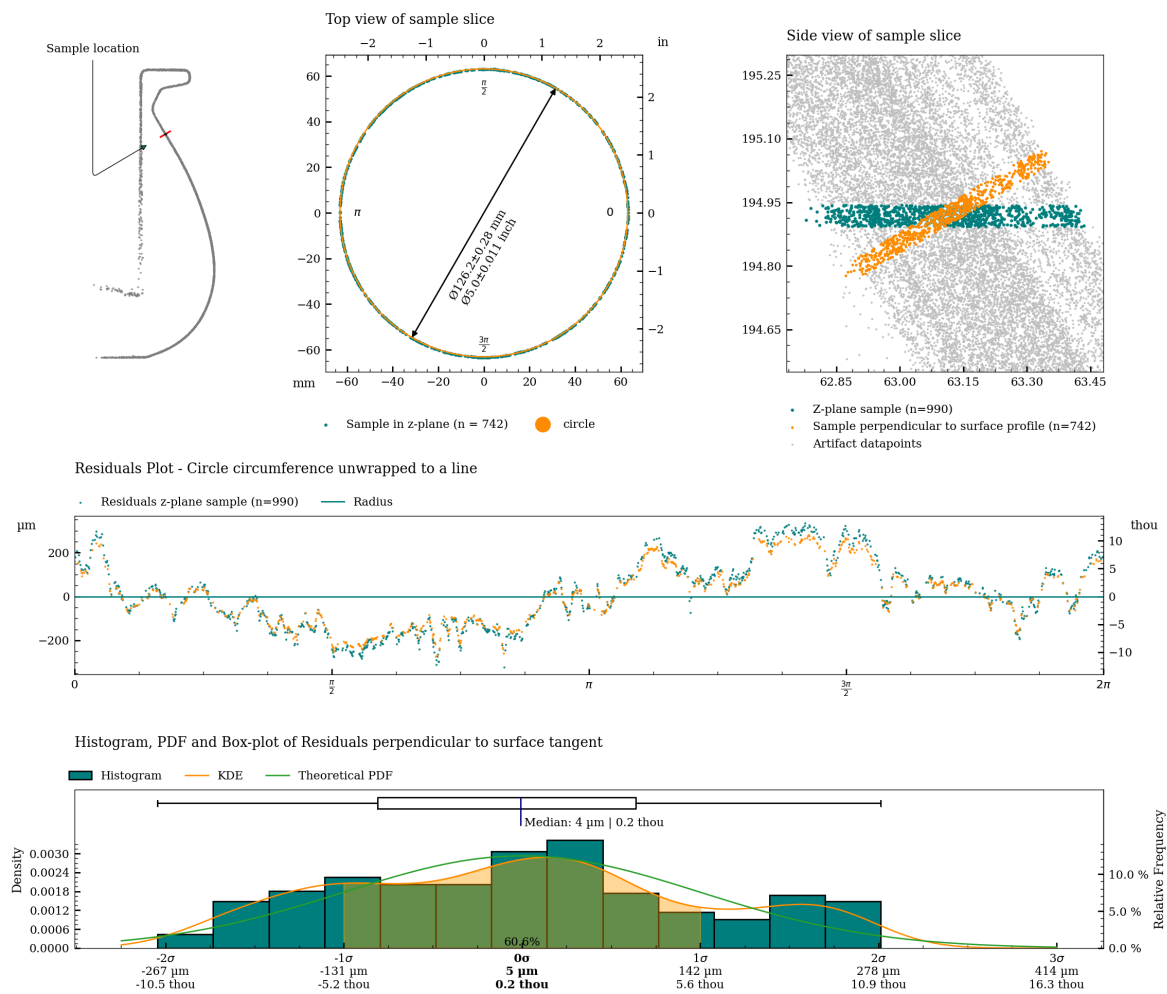 Sample location
Top view of sample slice
−2 −1 0 1 2 in
60
40
20
0
−20
−40
−60
2
1
0
−1
−2
π/2
π
0
3π/2
Ø126.2±0.28 mm
Ø5.0±0.011 inch
mm −60 −40 −20 0 20 40 60
Sample in z-plane (n = 742) circle
Side view of sample slice
195.25
195.10
194.95
194.80
194.65
62.85 63.00 63.15 63.30 63.45
Z-plane sample (n=990)
Sample perpendicular to surface profile (n=742)
Artifact datapoints
Residuals Plot - Circle circumference unwrapped to a line
Residuals z-plane sample (n=990) Radius
µm
200
0
−200
thou
10
5
0
−5
−10
0 π/2 π 3π/2 2π
Histogram, PDF and Box-plot of Residuals perpendicular to surface tangent
Histogram KDE Theoretical PDF
Median: 4 µm | 0.2 thou
Density
0.0030
0.0024
0.0018
0.0012
0.0006
0.0000
Relative Frequency
10.0 %
5.0 %
0.0 %
60.6%
-2σ -1σ 0σ 1σ 2σ 3σ
-267 µm -131 µm 5 µm 142 µm 278 µm 414 µm
-10.5 thou -5.2 thou 0.2 thou 5.6 thou 10.9 thou 16.3 thou